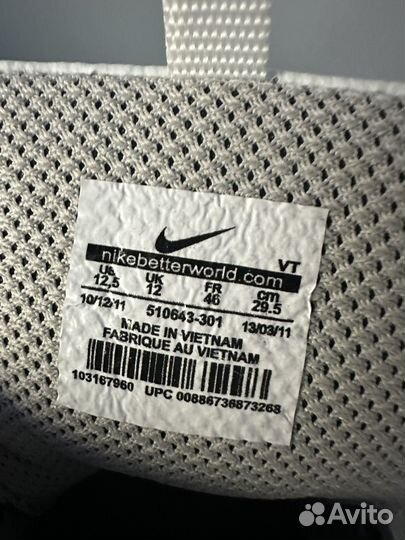 nikebetterworld.com
VT
US UK FR cm
12,5 12 46 29.5
10/12/11 510643-301 13/03/11
MADE IN VIETNAM
FABRIQUE AU VIETNAM
103167960 UPC 00886736873268
Avito